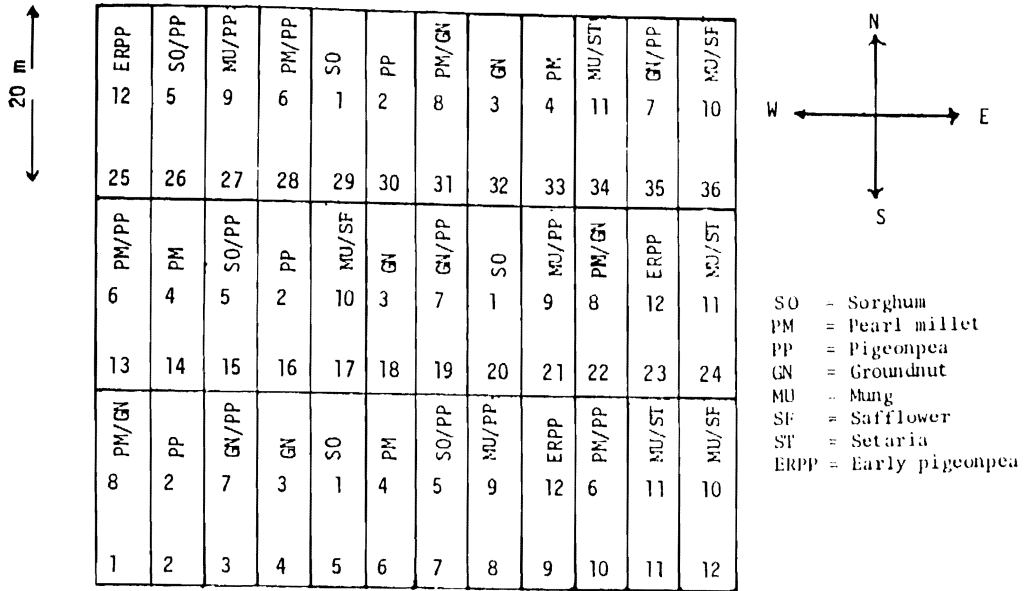 20 m
ERPP SO/PP MU/PP PM/PP SO PP PM/GN GN PM MU/ST GN/PP MU/SF
12 5 9 6 1 2 8 3 4 11 7 10
25 26 27 28 29 30 31 32 33 34 35 36
PM/PP PM SO/PP PP MU/SF GN GN/PP SO MU/PP PM/GN ERPP MU/ST
6 4 5 2 10 3 7 1 9 8 12 11
13 14 15 16 17 18 19 20 21 22 23 24
PM/GN PP GN/PP GN SO PM SO/PP MU/PP ERPP PM/PP MU/ST MU/SF
8 2 7 3 1 4 5 9 12 6 11 10
1 2 3 4 5 6 7 8 9 10 11 12
N
W E
S
SO = Sorghum
PM = Pearl millet
PP = Pigeonpea
GN = Groundnut
MU = Mung
SF = Safflower
ST = Setaria
ERPP = Early pigeonpea